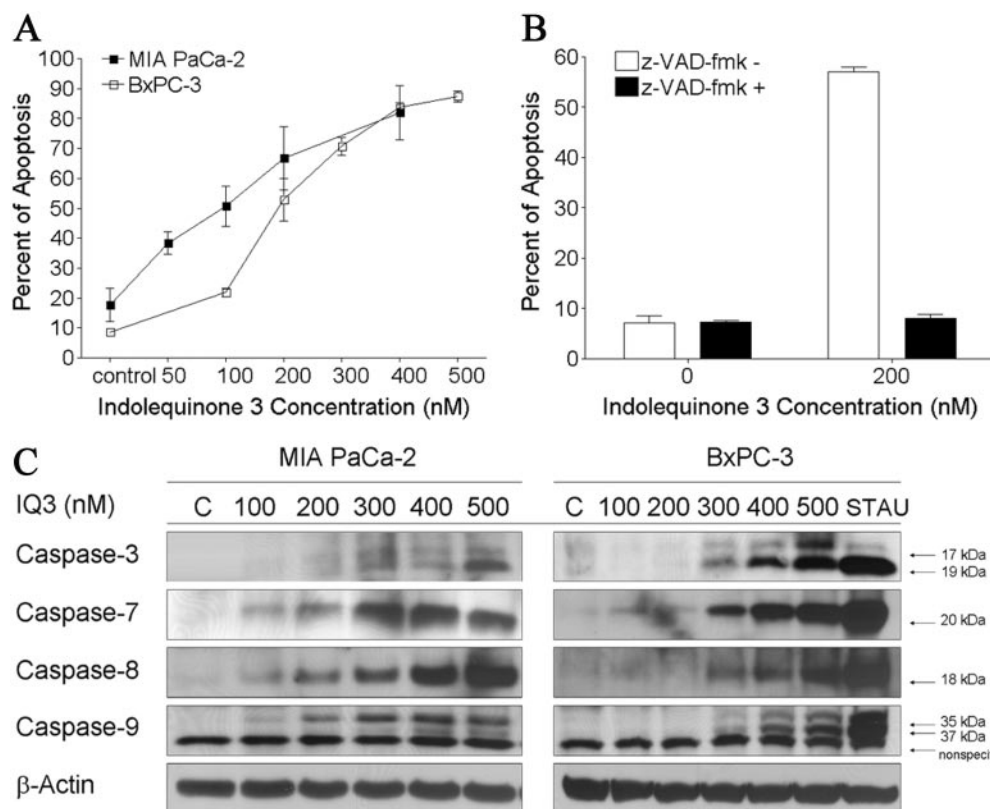 A
MIA PaCa-2
BxPC-3
Percent of Apoptosis
100
90
80
70
60
50
40
30
20
10
0
control 50 100 200 300 400 500
Indolequinone 3 Concentration (nM)
B
z-VAD-fmk -
z-VAD-fmk +
Percent of Apoptosis
60
50
40
30
20
10
0
0 200
Indolequinone 3 Concentration (nM)
C
MIA PaCa-2 BxPC-3
IQ3 (nM) C 100 200 300 400 500 C 100 200 300 400 500 STAU
Caspase-3
17 kDa
19 kDa
Caspase-7
20 kDa
Caspase-8
18 kDa
Caspase-9
35 kDa
37 kDa
nonspecif
β-Actin